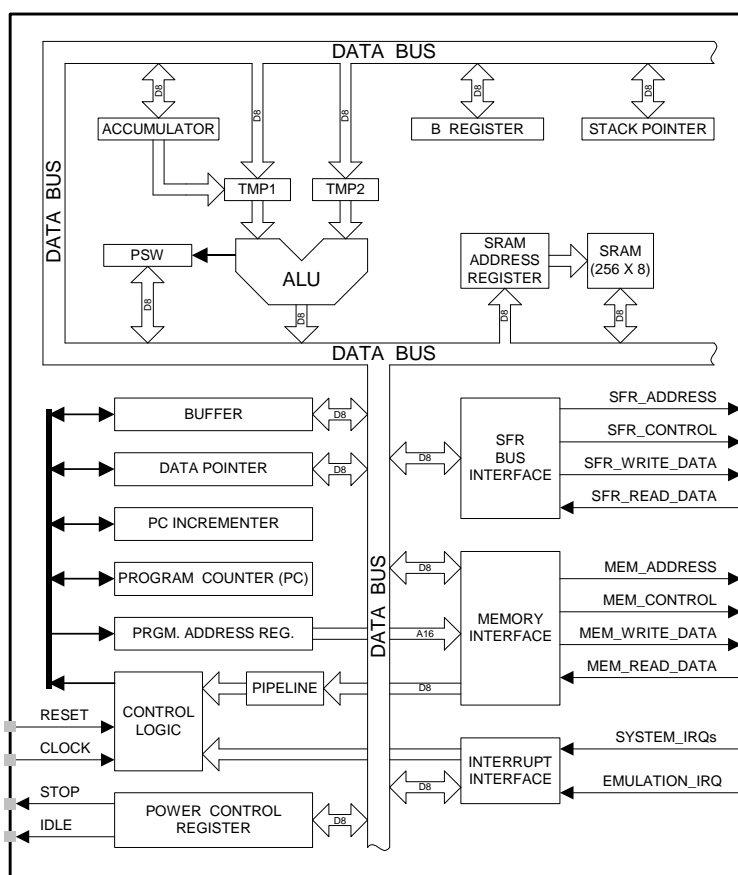 DATA BUS
D8
D8
D8
D8
D8
ACCUMULATOR
B REGISTER
STACK POINTER
DATA BUS
TMP1
TMP2
PSW
ALU
SRAM
ADDRESS
REGISTER
SRAM
(256 X 8)
D8
D8
D8
D8
DATA BUS
BUFFER
D8
DATA POINTER
D8
PC INCREMENTER
PROGRAM COUNTER (PC)
PRGM. ADDRESS REG.
A16
DATA BUS
D8
SFR
BUS
INTERFACE
SFR_ADDRESS
SFR_CONTROL
SFR_WRITE_DATA
SFR_READ_DATA
D8
MEMORY
INTERFACE
MEM_ADDRESS
MEM_CONTROL
MEM_WRITE_DATA
MEM_READ_DATA
PIPELINE
D8
CONTROL
LOGIC
RESET
CLOCK
INTERRUPT
INTERFACE
D8
SYSTEM_IRQs
EMULATION_IRQ
STOP
IDLE
POWER CONTROL
REGISTER
D8